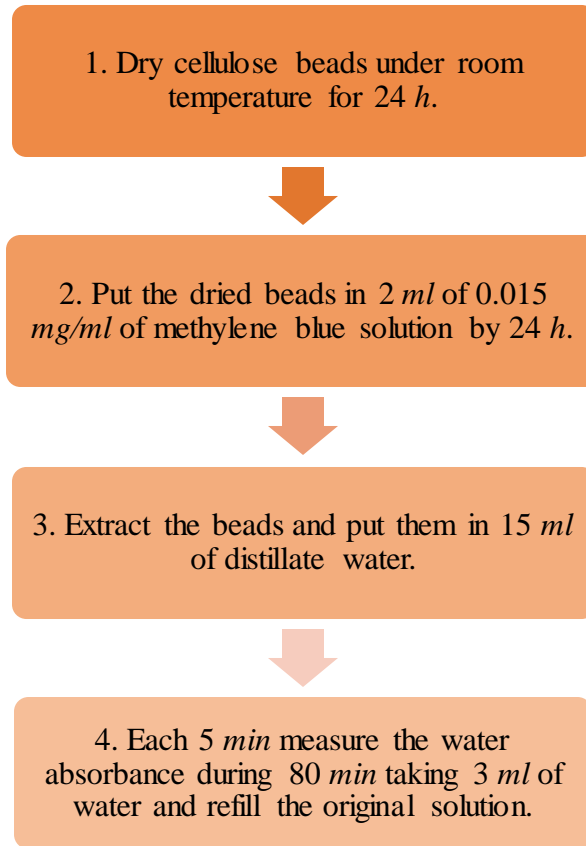 1. Dry cellulose beads under room
temperature for 24 h.
2. Put the dried beads in 2 ml of 0.015
mg/ml of methylene blue solution by 24 h.
3. Extract the beads and put them in 15 ml
of distillate water.
4. Each 5 min measure the water
absorbance during 80 min taking 3 ml of
water and refill the original solution.